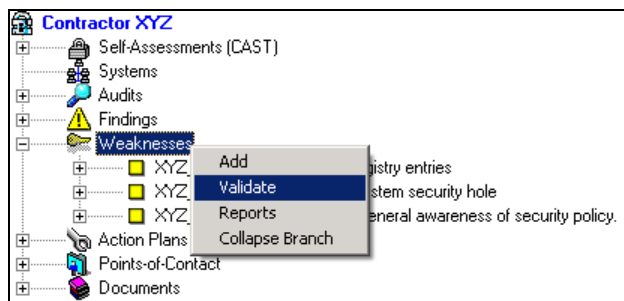 Contractor XYZ
Self-Assessments (CAST)
Systems
Audits
Findings
Weaknesses
Add
XYZ_ gistry entries
Validate
XYZ_ stem security hole
Reports
XYZ_ eneral awareness of security policy.
Collapse Branch
Action Plans
Points-of-Contact
Documents